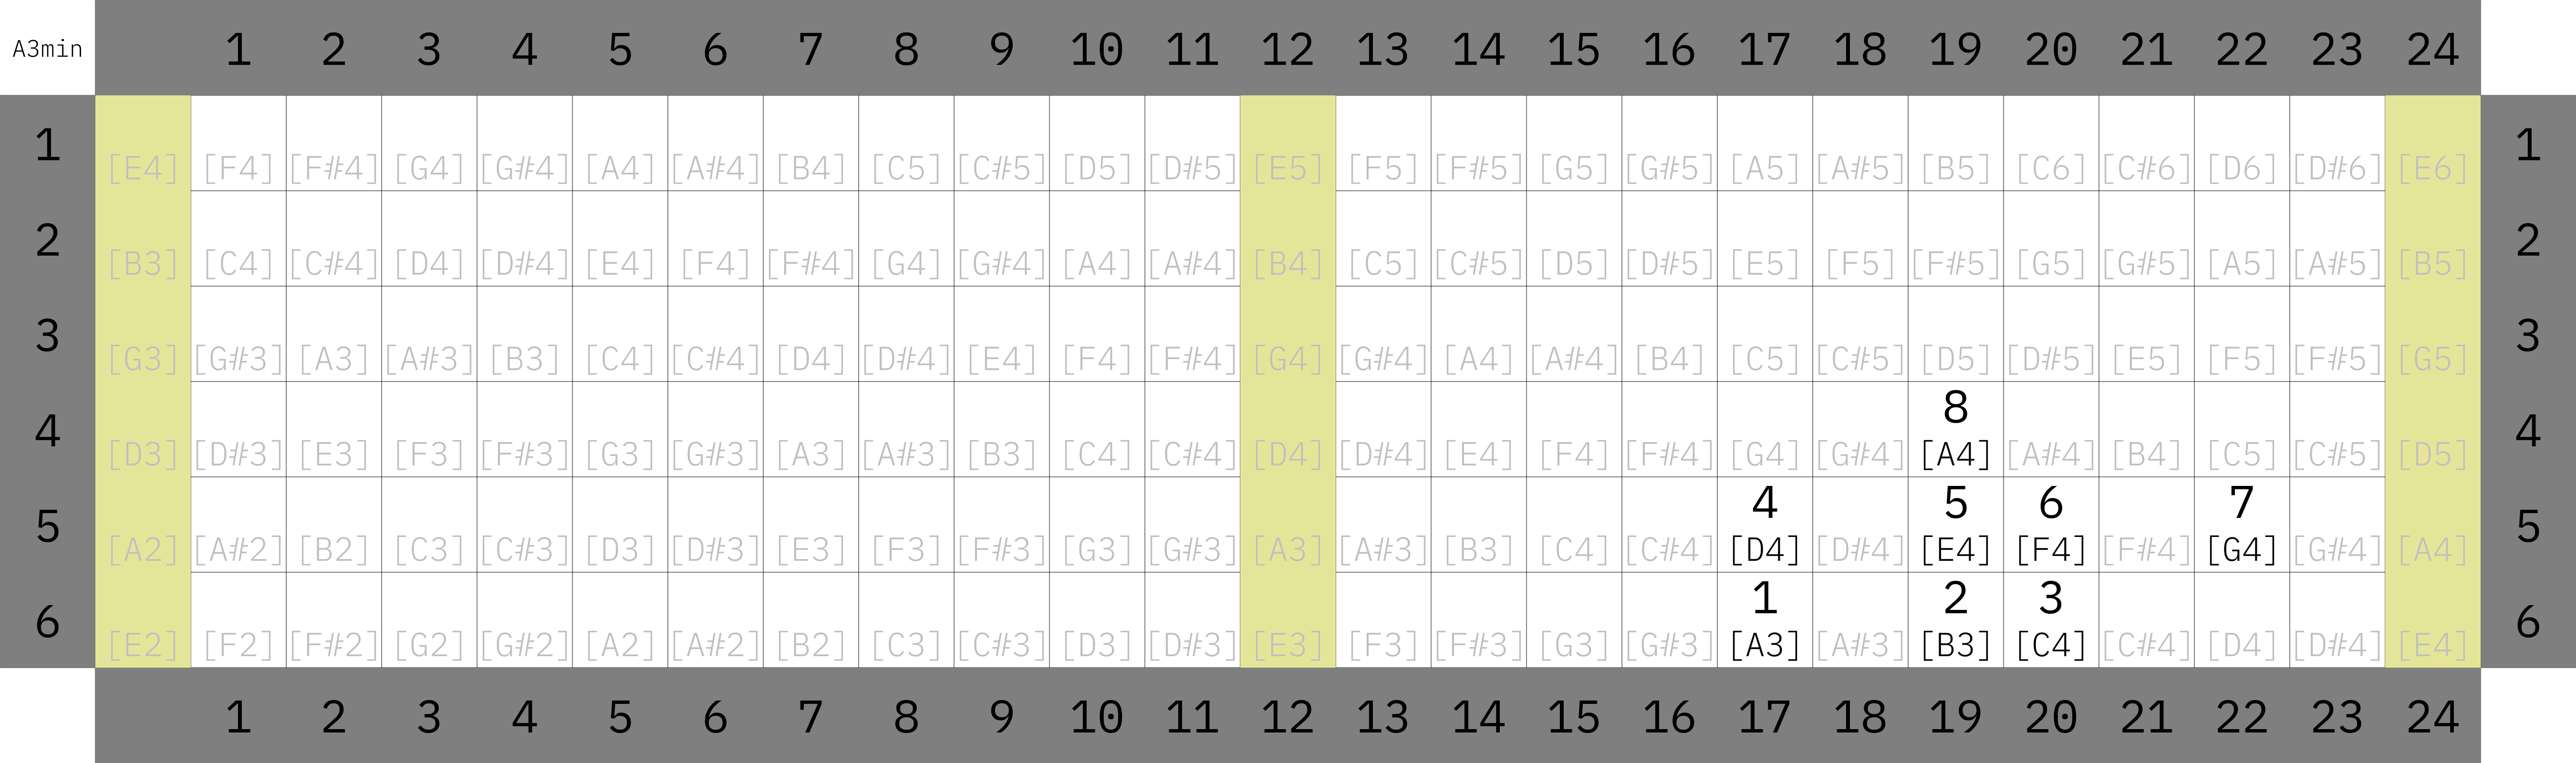 A3min 1 2 3 4 5 6 7 8 9 10 11 12 13 14 15 16 17 18 19 20 21 22 23 24
1 [E4] [F4] [F#4] [G4] [G#4] [A4] [A#4] [B4] [C5] [C#5] [D5] [D#5] [E5] [F5] [F#5] [G5] [G#5] [A5] [A#5] [B5] [C6] [C#6] [D6] [D#6] [E6] 1
2 [B3] [C4] [C#4] [D4] [D#4] [E4] [F4] [F#4] [G4] [G#4] [A4] [A#4] [B4] [C5] [C#5] [D5] [D#5] [E5] [F5] [F#5] [G5] [G#5] [A5] [A#5] [B5] 2
3 [G3] [G#3] [A3] [A#3] [B3] [C4] [C#4] [D4] [D#4] [E4] [F4] [F#4] [G4] [G#4] [A4] [A#4] [B4] [C5] [C#5] [D5] [D#5] [E5] [F5] [F#5] [G5] 3
8
4 [D3] [D#3] [E3] [F3] [F#3] [G3] [G#3] [A3] [A#3] [B3] [C4] [C#4] [D4] [D#4] [E4] [F4] [F#4] [G4] [G#4] [A4] [A#4] [B4] [C5] [C#5] [D5] 4
4 5 6 7
5 [A2] [A#2] [B2] [C3] [C#3] [D3] [D#3] [E3] [F3] [F#3] [G3] [G#3] [A3] [A#3] [B3] [C4] [C#4] [D4] [D#4] [E4] [F4] [F#4] [G4] [G#4] [A4] 5
1 2 3
6 [E2] [F2] [F#2] [G2] [G#2] [A2] [A#2] [B2] [C3] [C#3] [D3] [D#3] [E3] [F3] [F#3] [G3] [G#3] [A3] [A#3] [B3] [C4] [C#4] [D4] [D#4] [E4] 6
1 2 3 4 5 6 7 8 9 10 11 12 13 14 15 16 17 18 19 20 21 22 23 24